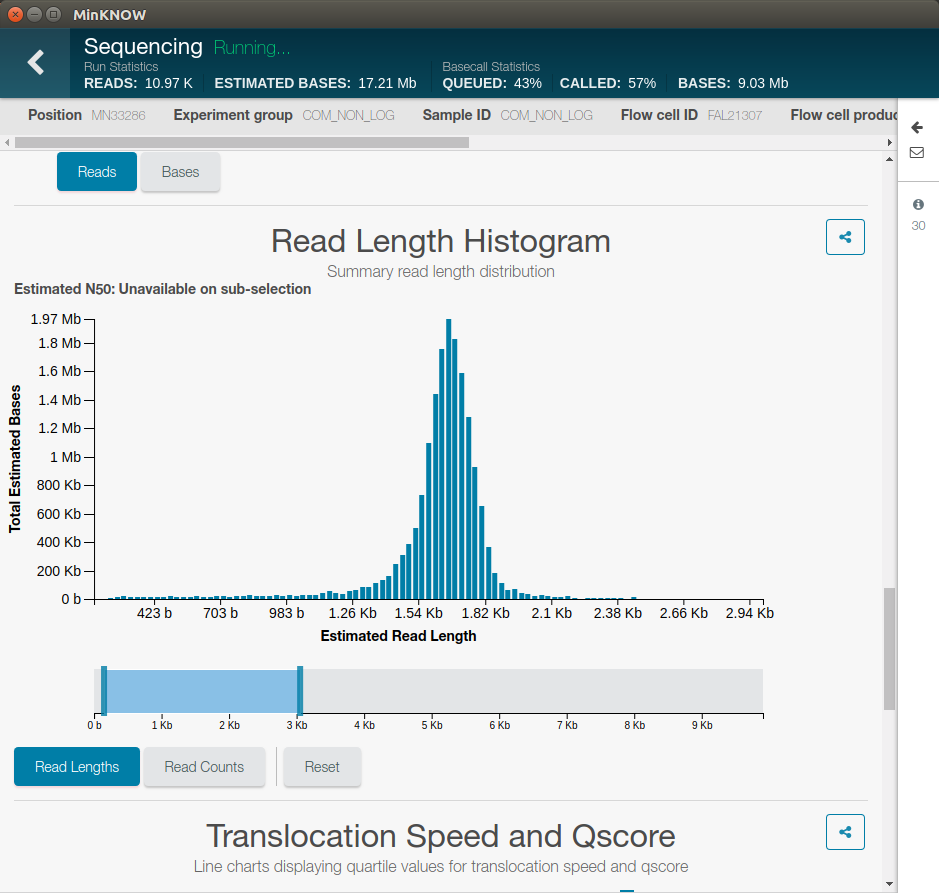 MinKNOW
Sequencing Running...
Run Statistics
READS: 10.97 K ESTIMATED BASES: 17.21 Mb
Basecall Statistics
QUEUED: 43% CALLED: 57% BASES: 9.03 Mb
Position MN33286 Experiment group COM_NON_LOG Sample ID COM_NON_LOG Flow cell ID FAL21307 Flow cell produc
30
Reads Bases
Read Length Histogram
Summary read length distribution
Estimated N50: Unavailable on sub-selection
Total Estimated Bases
1.97 Mb
1.8 Mb
1.6 Mb
1.4 Mb
1.2 Mb
1 Mb
800 Kb
600 Kb
400 Kb
200 Kb
0 b
423 b 703 b 983 b 1.26 Kb 1.54 Kb 1.82 Kb 2.1 Kb 2.38 Kb 2.66 Kb 2.94 Kb
Estimated Read Length
0 b 1 Kb 2 Kb 3 Kb 4 Kb 5 Kb 6 Kb 7 Kb 8 Kb 9 Kb
Read Lengths Read Counts Reset
Translocation Speed and Qscore
Line charts displaying quartile values for translocation speed and qscore